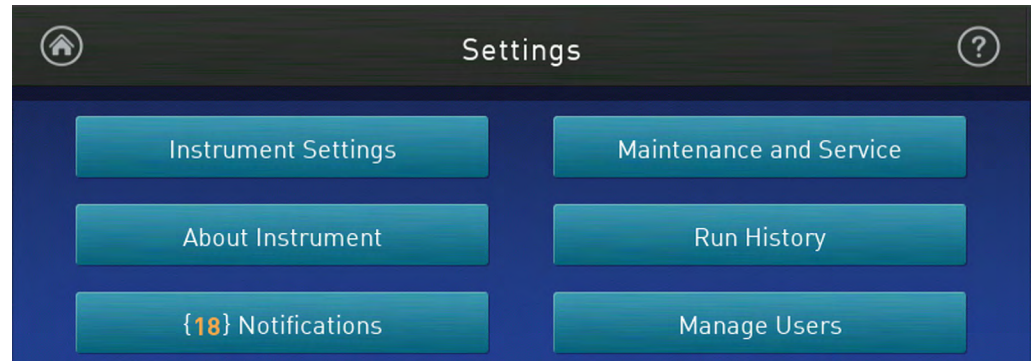 Settings
?
Instrument Settings
Maintenance and Service
About Instrument
Run History
{18} Notifications
Manage Users